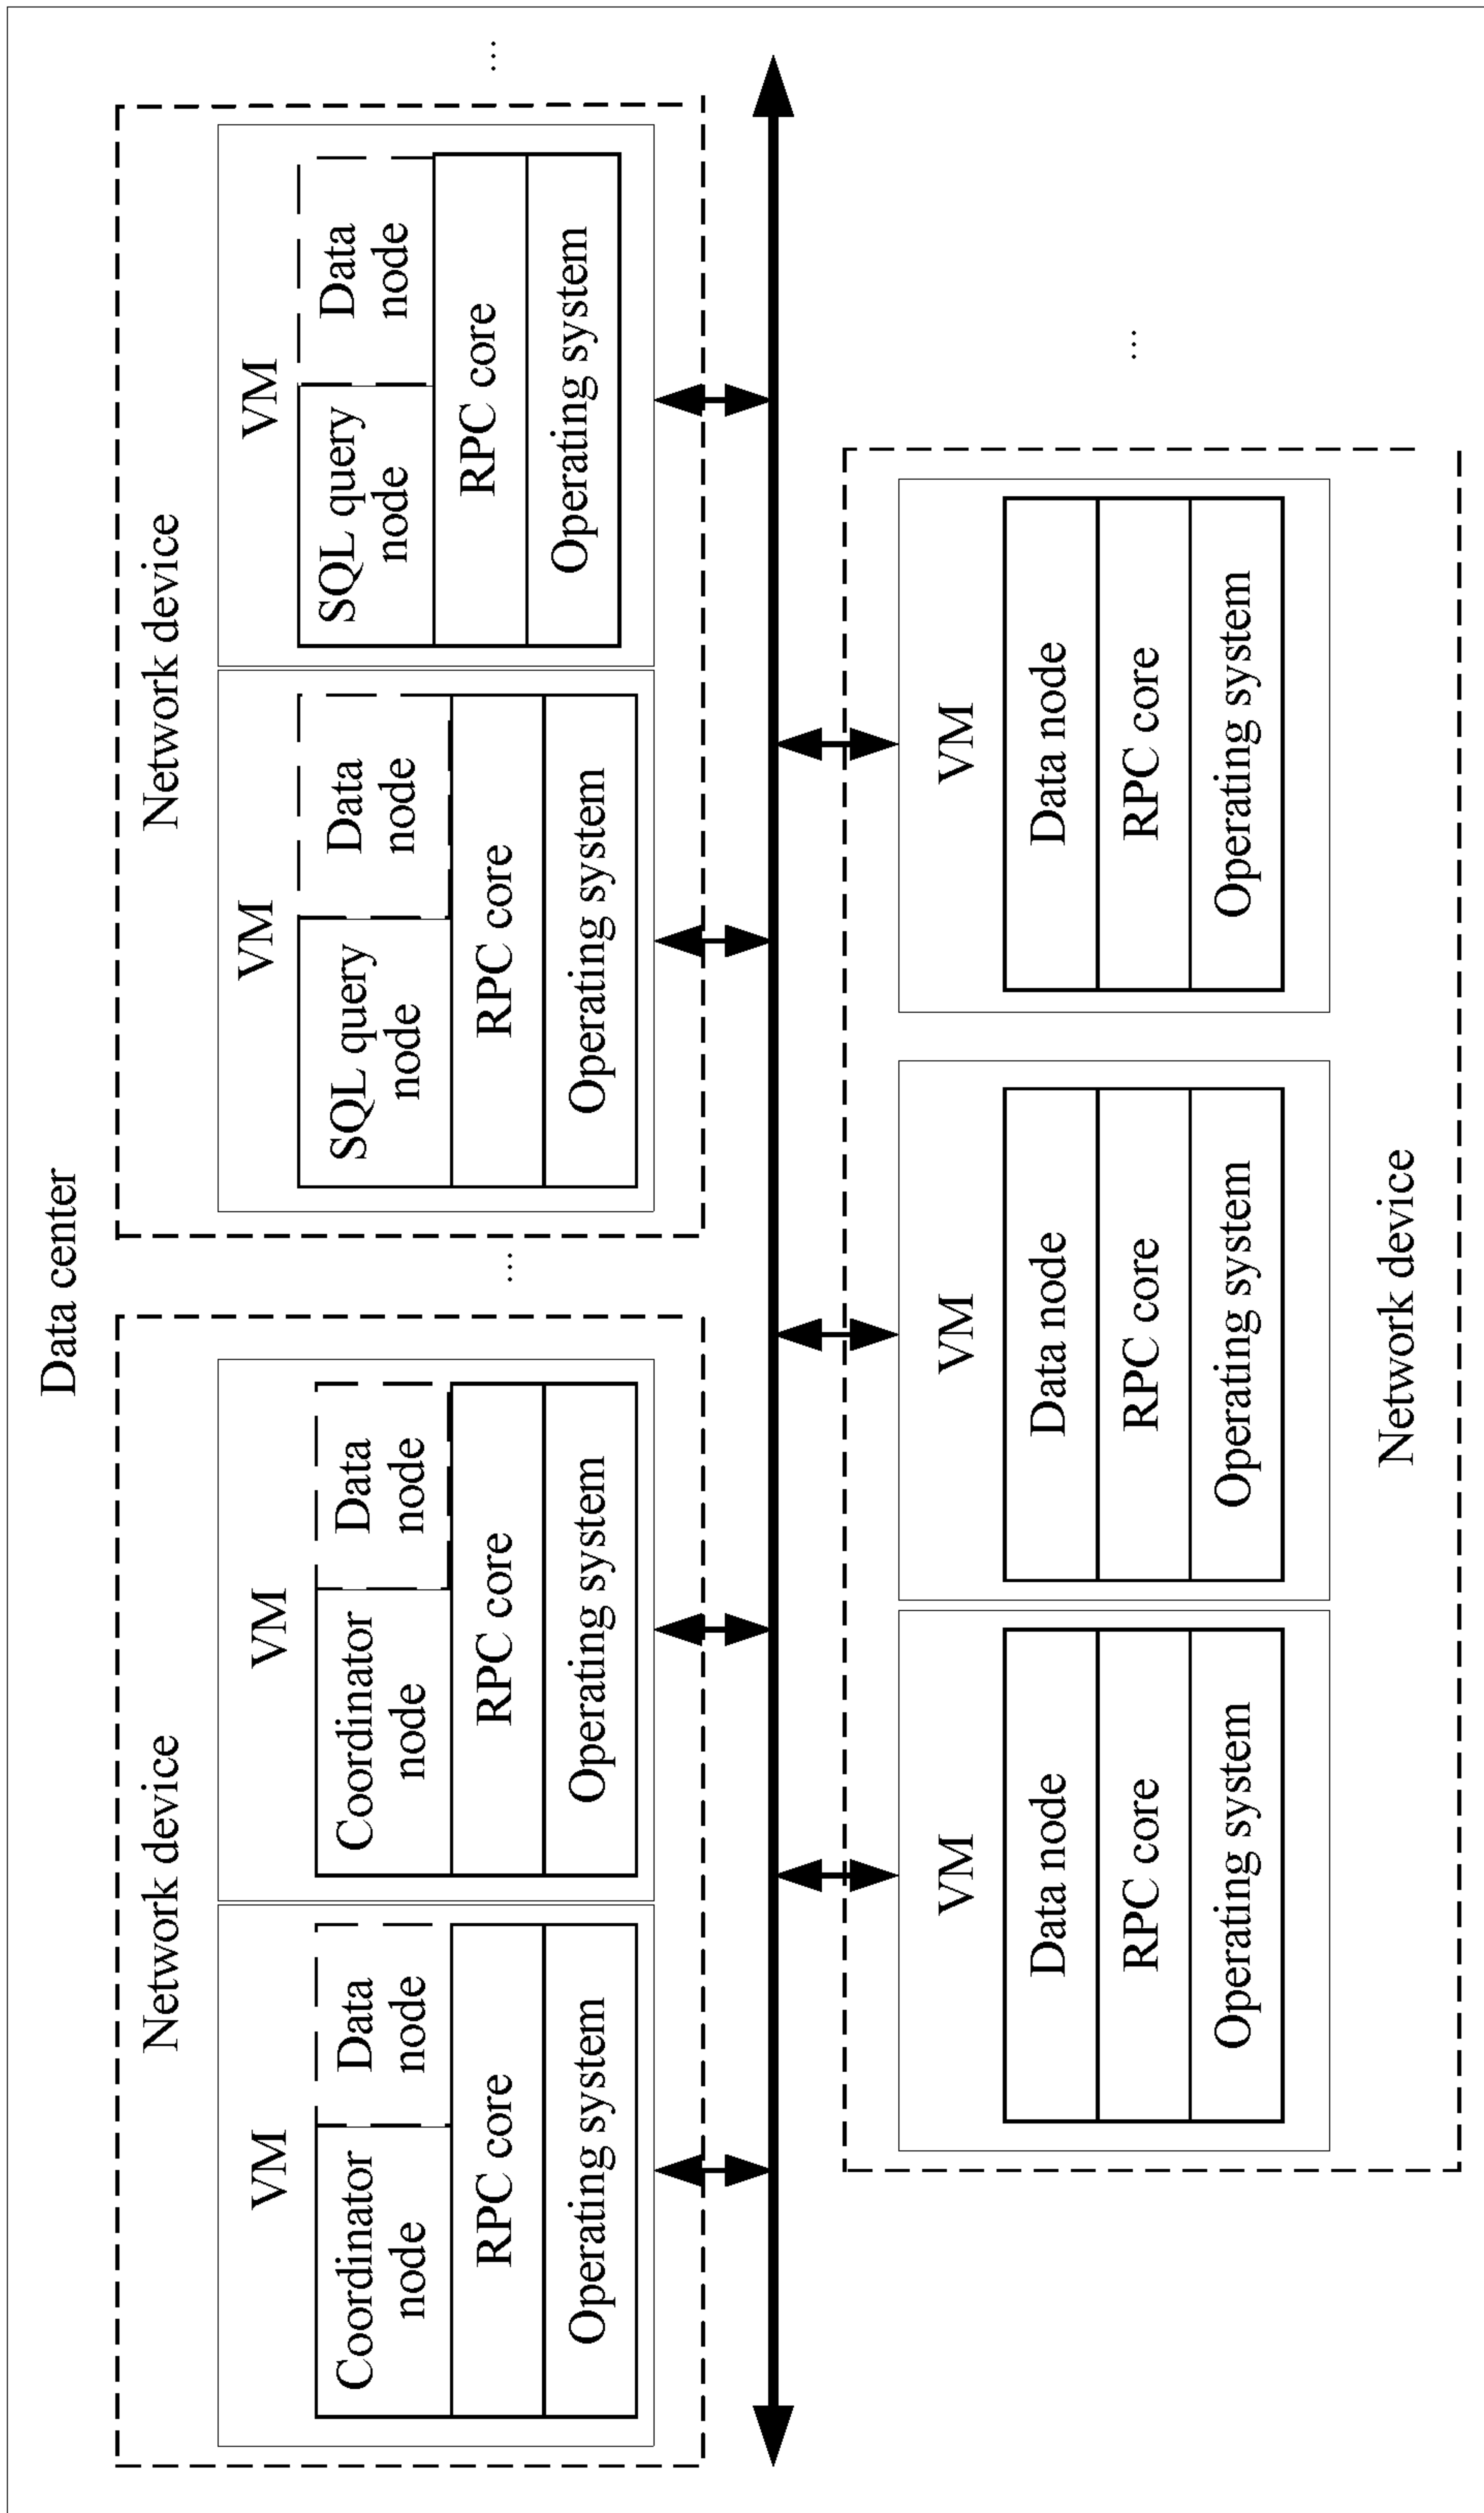 Data center
Network device
VM
Coordinator
node
Data
node
RPC core
Operating system
VM
Coordinator
node
Data
node
RPC core
Operating system
...
Network device
VM
SQL query
node
Data
node
RPC core
Operating system
VM
SQL query
node
Data
node
RPC core
Operating system
...
VM
Data node
RPC core
Operating system
VM
Data node
RPC core
Operating system
VM
Data node
RPC core
Operating system
...
Network device